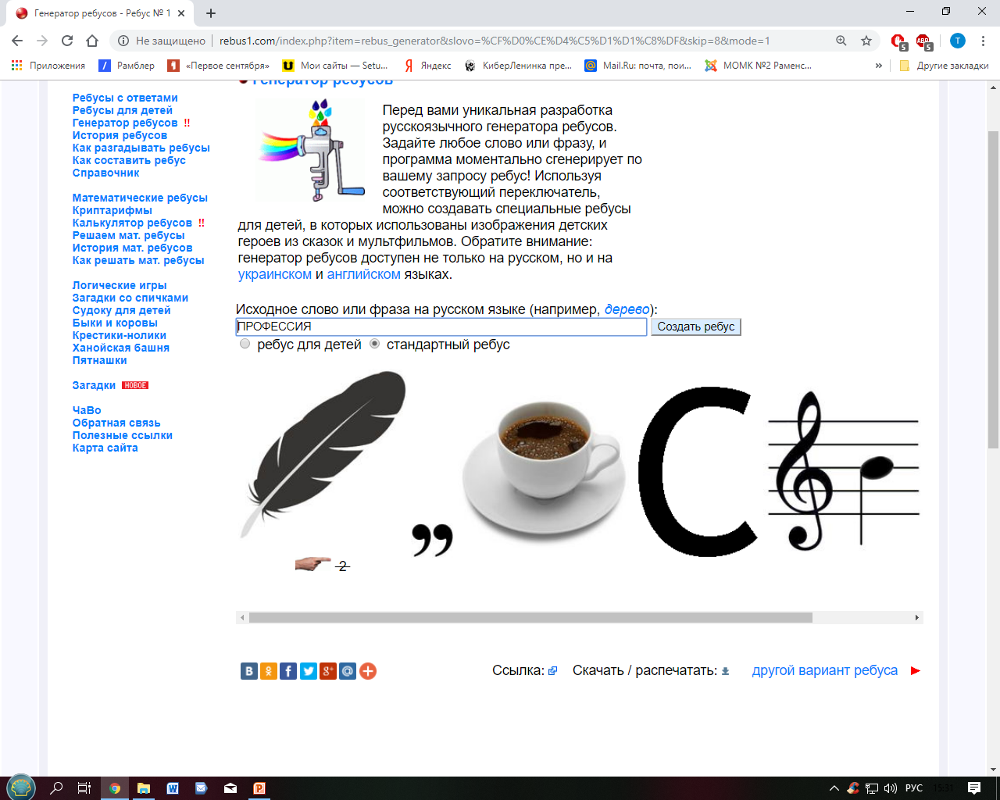 Генератор ребусов - Ребус № 1
Не защищено
rebus1.com/index.php?item=rebus_generator&slovo=%CF%D0%CE%D4%C5%D1%D1%C8%DF&skip=8&mode=1
5
ABP
5
T
Приложения
Рамблер
«Первое сентября»
Мои сайты — Setu...
Яндекс
КиберЛенинка пре...
Mail.Ru: почта, пои...
МОМК №2 Раменс...
»
Другие закладки
Генератор ребусов
Ребусы с ответами
Ребусы для детей
Генератор ребусов !!
История ребусов
Как разгадывать ребусы
Как составить ребус
Справочник
Математические ребусы
Криптарифмы
Калькулятор ребусов !!
Решаем мат. ребусы
История мат. ребусов
Как решать мат. ребусы
Логические игры
Загадки со спичками
Судоку для детей
Быки и коровы
Крестики-нолики
Ханойская башня
Пятнашки
Загадки НОВОЕ
ЧаВо
Обратная связь
Полезные ссылки
Карта сайта
Перед вами уникальная разработка
русскоязычного генератора ребусов.
Задайте любое слово или фразу, и
программа моментально сгенерирует по
вашему запросу ребус! Используя
соответствующий переключатель,
можно создавать специальные ребусы
для детей, в которых использованы изображения детских
героев из сказок и мультфильмов. Обратите внимание:
генератор ребусов доступен не только на русском, но и на
украинском и английском языках.
Исходное слово или фраза на русском языке (например, дерево):
ПРОФЕССИЯ
Создать ребус
ребус для детей
стандартный ребус
2
,,
С
Ссылка:
Скачать / распечатать:
другой вариант ребуса
РУС
15:31